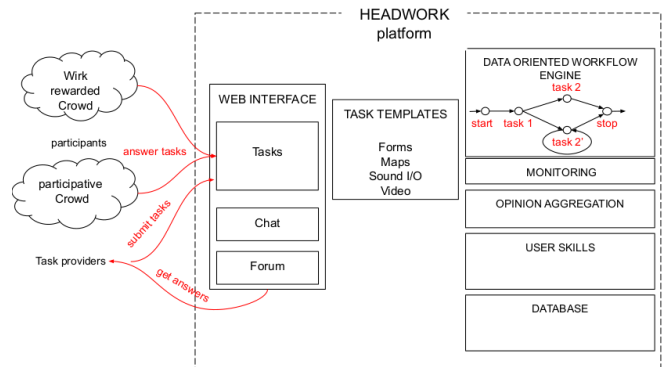 HEADWORK
platform
Wirk
rewarded
Crowd
participants
answer tasks
participative
Crowd
submit tasks
Task providers
get answers
WEB INTERFACE
Tasks
Chat
Forum
TASK TEMPLATES
Forms
Maps
Sound I/O
Video
DATA ORIENTED WORKFLOW
ENGINE
task 2
start
task 1
stop
task 2'
MONITORING
OPINION AGGREGATION
USER SKILLS
DATABASE